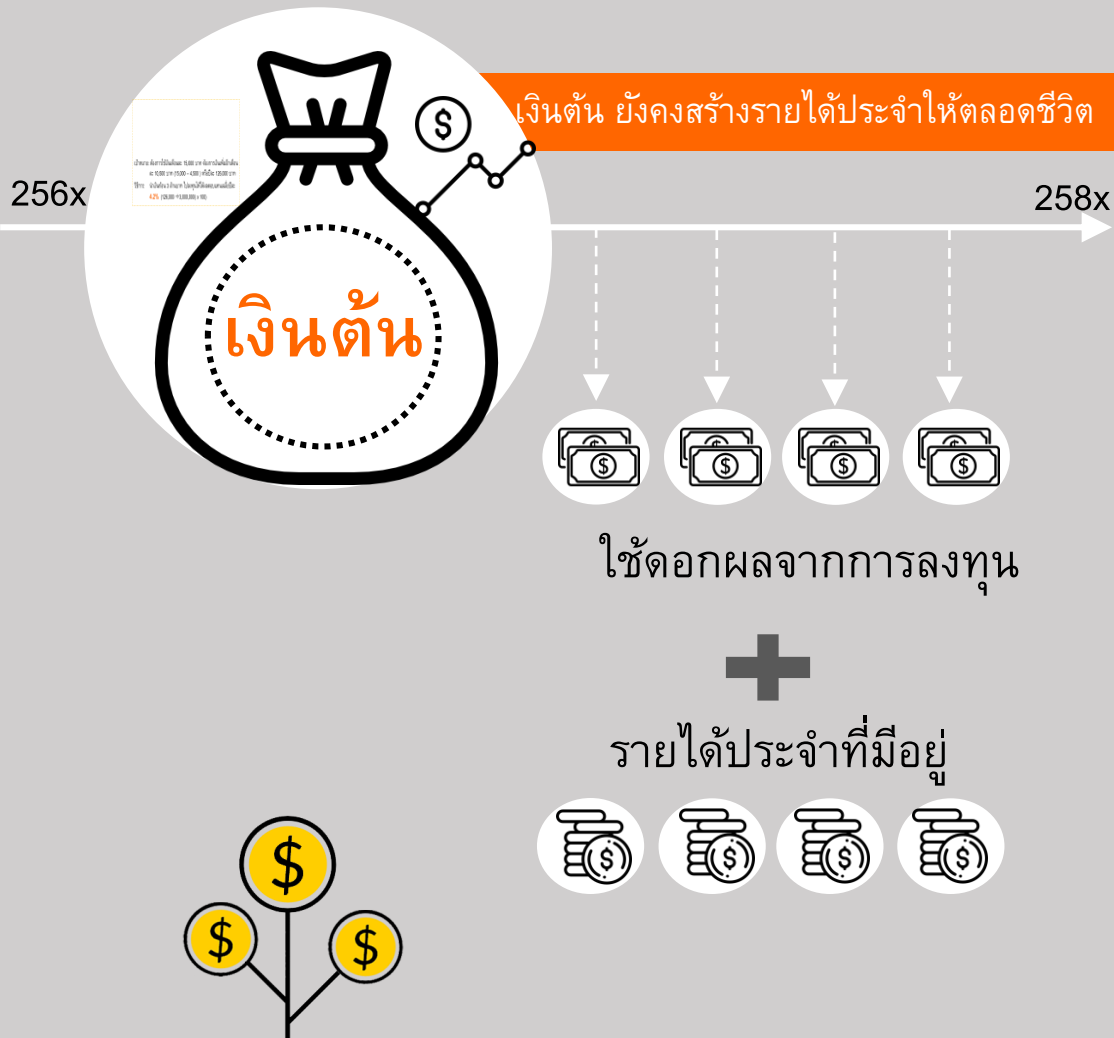 เงินต้น ยังคงสร้างรายได้ประจำให้ตลอดชีวิต
256x
258x
เงินต้น
ใช้ดอกผลจากการลงทุน
รายได้ประจำที่มีอยู่